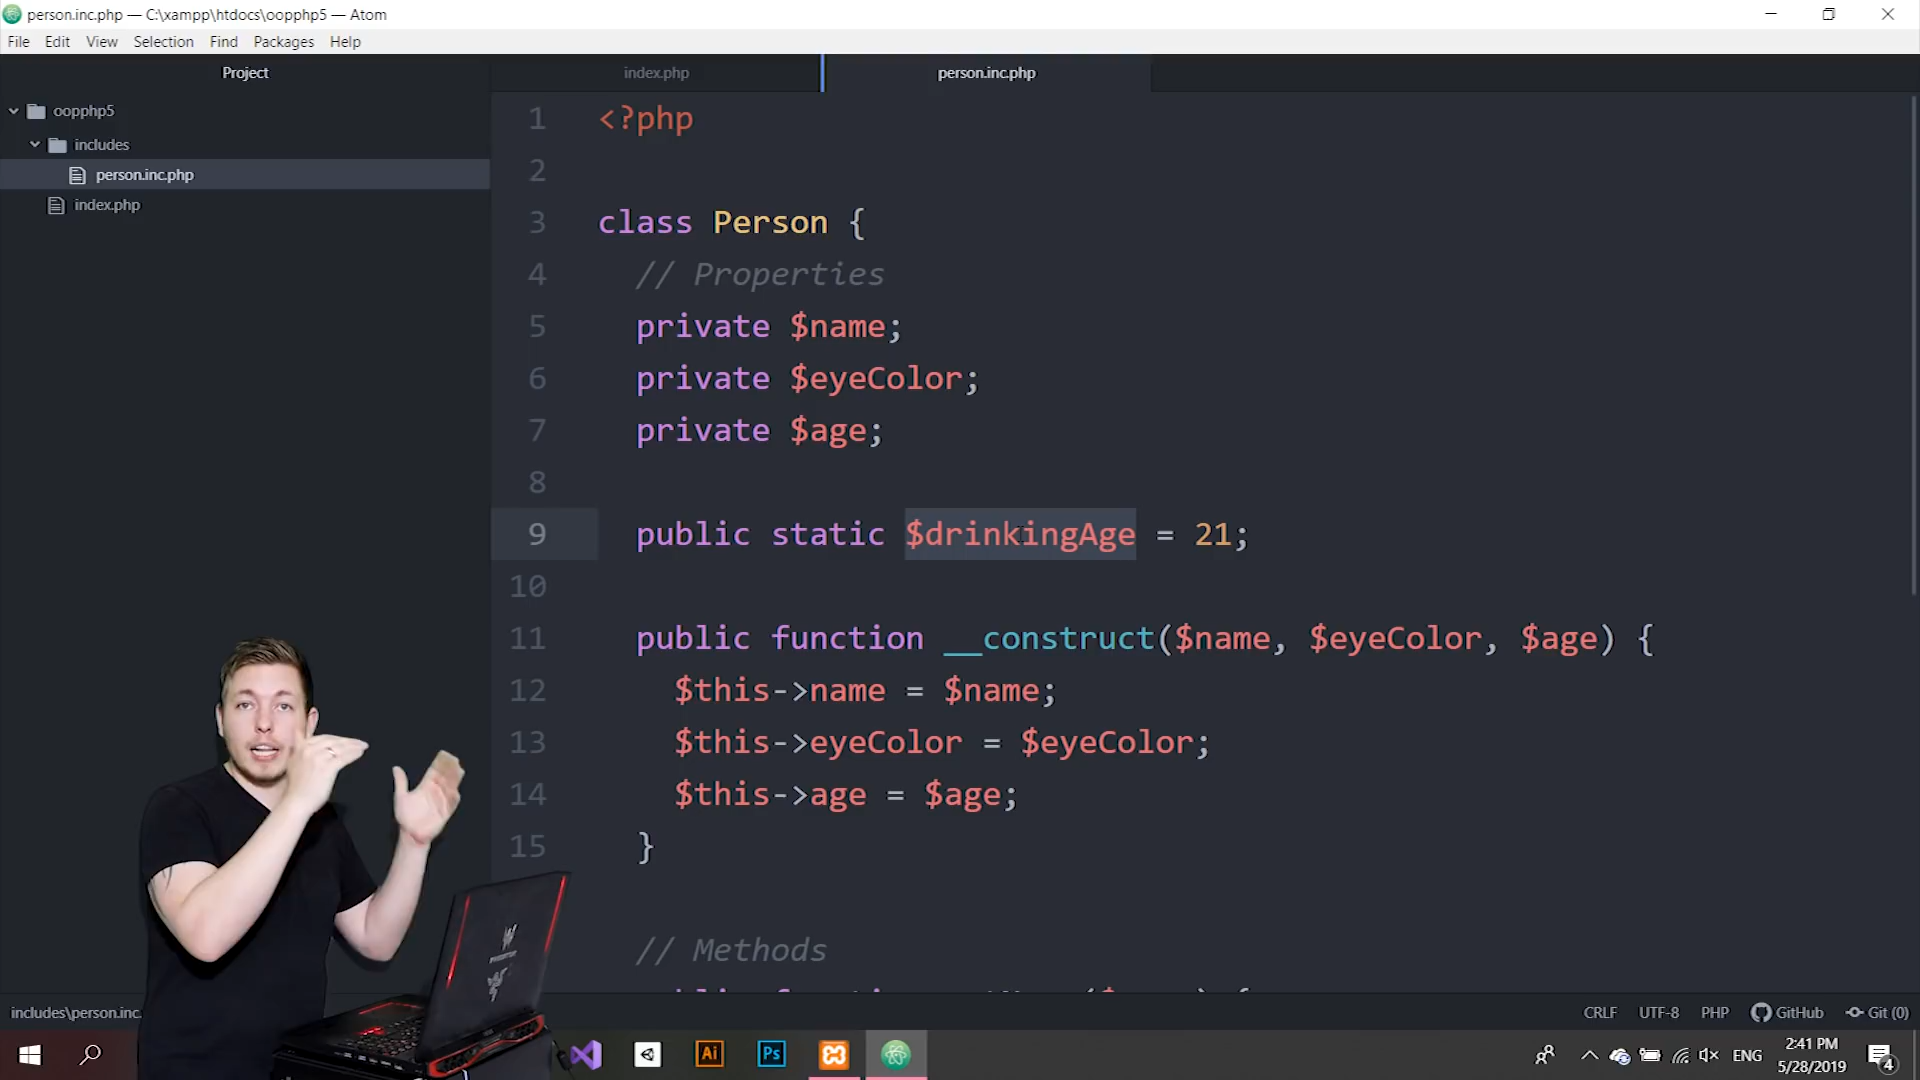 person.inc.php — C:\xampp\htdocs\oopphp5 — Atom
File Edit View Selection Find Packages Help
Project
index.php
person.inc.php
oopphp5
includes
person.inc.php
index.php
1 <?php
2
3 class Person {
4 // Properties
5 private $name;
6 private $eyeColor;
7 private $age;
8
9 public static $drinkingAge = 21;
10
11 public function __construct($name, $eyeColor, $age) {
12 $this->name = $name;
13 $this->eyeColor = $eyeColor;
14 $this->age = $age;
15 }
// Methods
includes\person.inc.
CRLF UTF-8 PHP GitHub Git (0)
Ai Ps
ENG
2:41 PM
5/28/2019
4